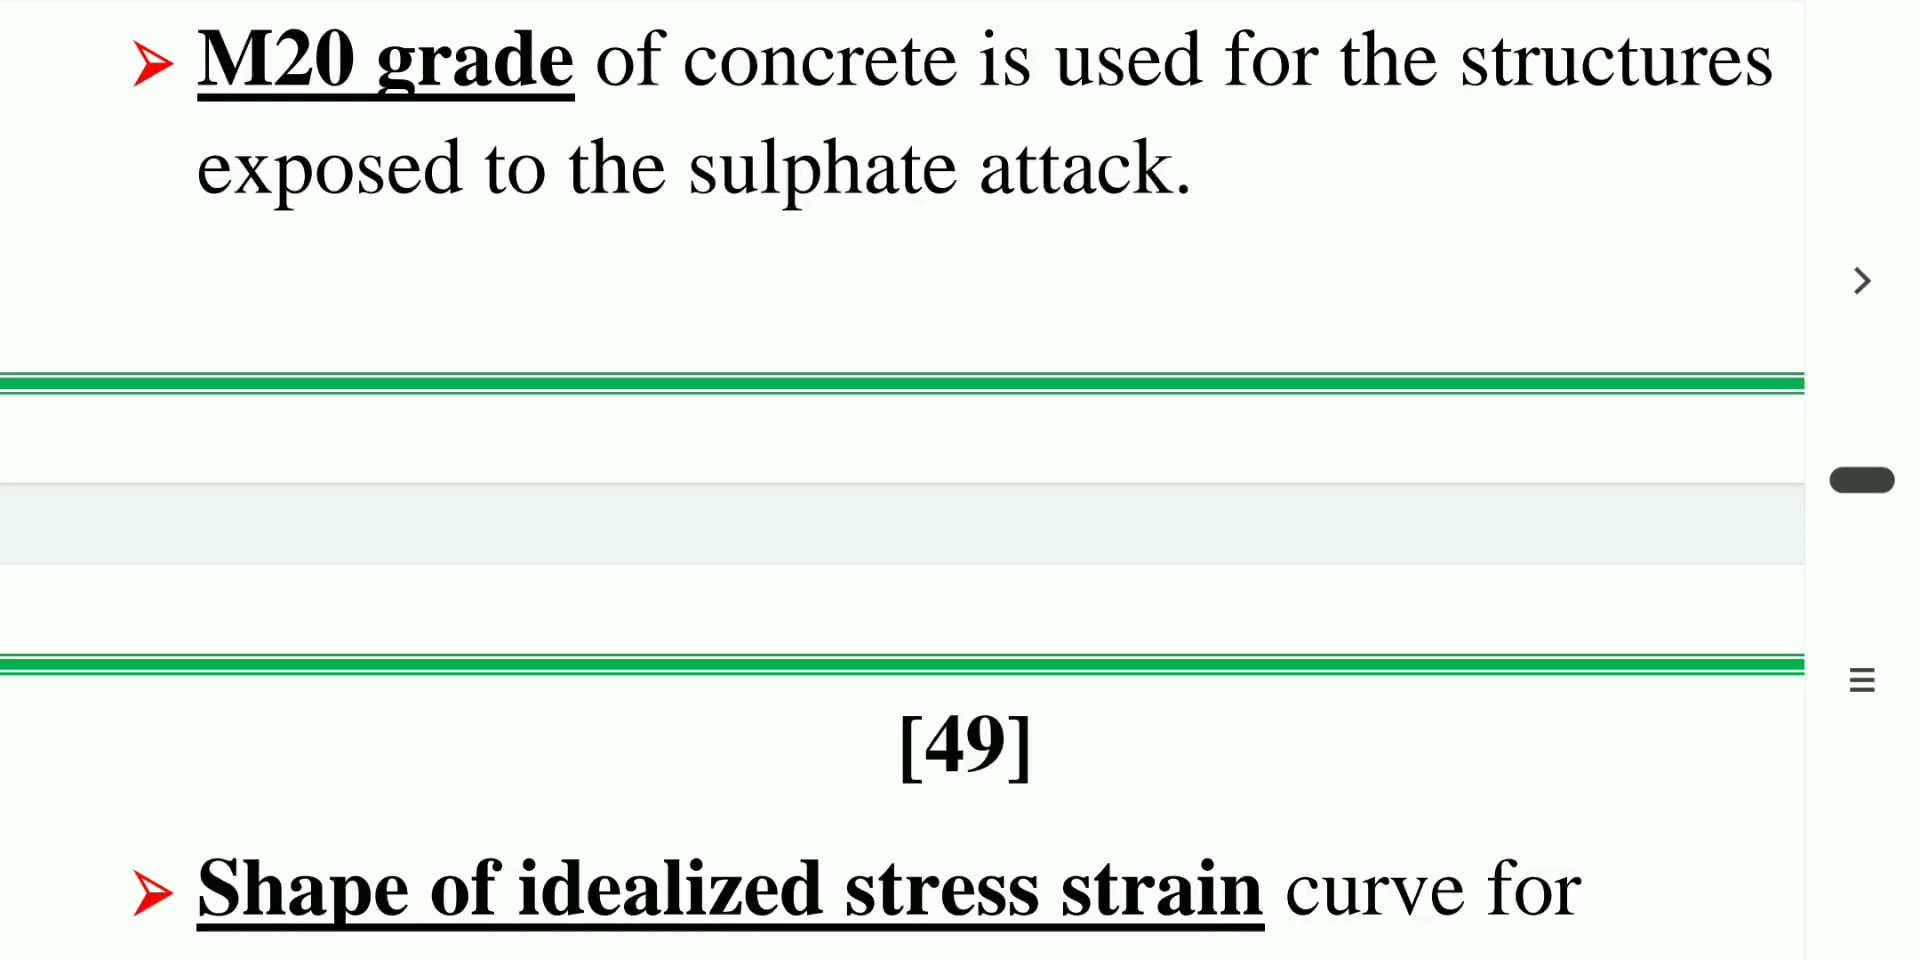 ➢ M20 grade of concrete is used for the structures
exposed to the sulphate attack.
[49]
➢ Shape of idealized stress strain curve for